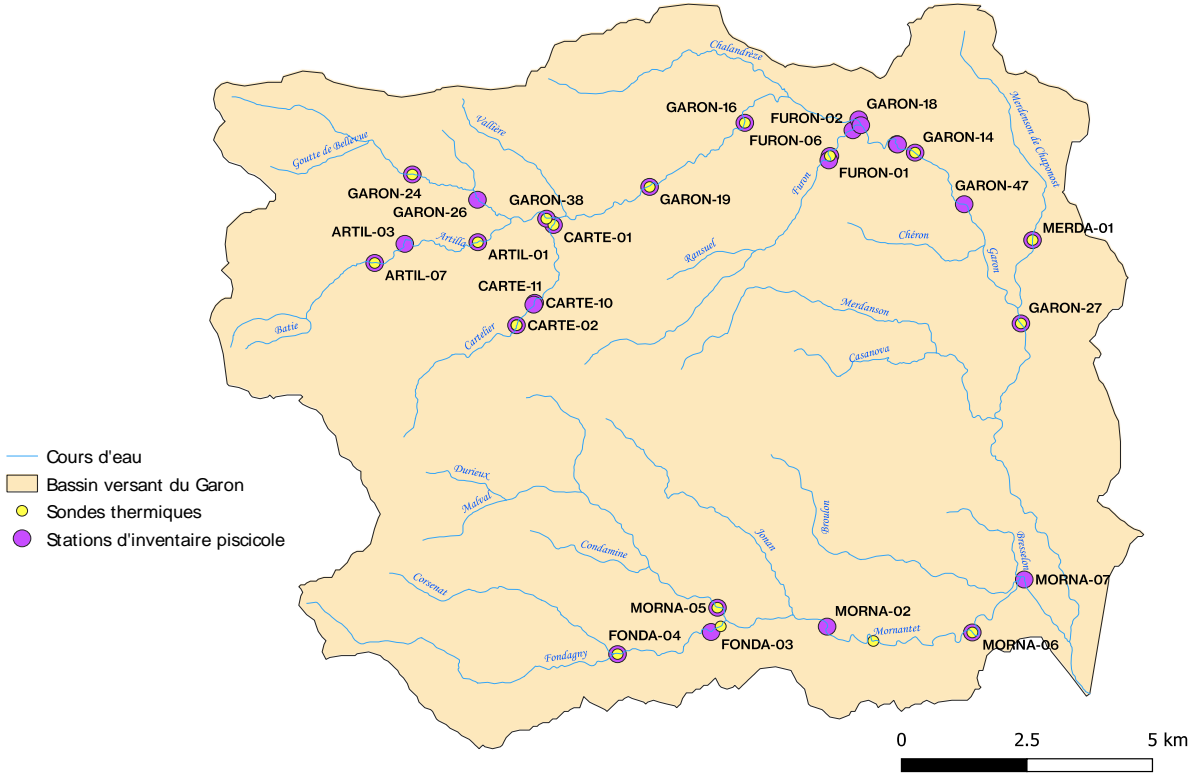 Chalandrèze
Merdenson de Chaponost
GARON-16
GARON-18
FURON-02
Vallière
Goutte de Bellevue
FURON-06
GARON-14
FURON-01
Furon
GARON-24
GARON-26
GARON-38
GARON-19
GARON-47
ARTIL-03
Artilla
CARTE-01
MERDA-01
Chéron
ARTIL-01
Ransuel
Garon
ARTIL-07
CARTE-11
CARTE-10
Merdanson
GARON-27
Batie
CARTE-02
Cartelier
Casanova
Cours d'eau
Bassin versant du Garon
Sondes thermiques
Stations d'inventaire piscicole
Durieux
Malval
Broulon
Jonan
Condamine
Bresselon
Corsenat
MORNA-07
MORNA-05
MORNA-02
FONDA-04
FONDA-03
Mornantet
MORNA-06
Fondagny
0 2.5 5 km